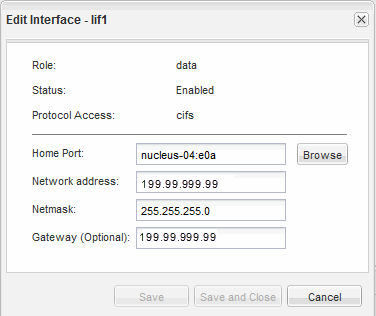 Edit Interface - lif1
Role: data
Status: Enabled
Protocol Access: cifs
Home Port: nucleus-04:e0a Browse
Network address: 199.99.999.99
Netmask: 255.255.255.0
Gateway (Optional): 199.99.999.99
Save Save and Close Cancel